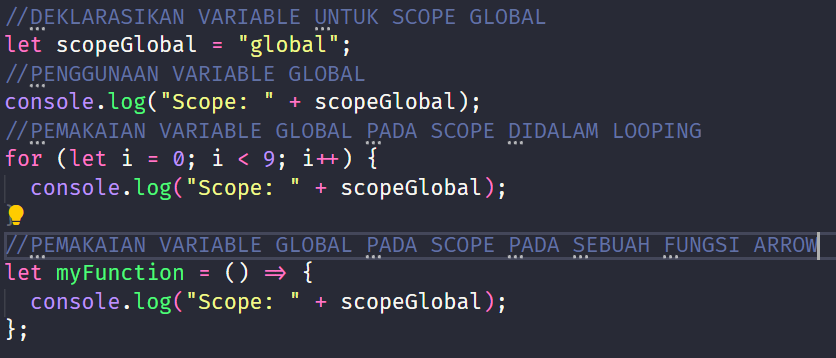 //DEKLARASIKAN VARIABLE UNTUK SCOPE GLOBAL
let scopeGlobal = "global";
//PENGGUNAAN VARIABLE GLOBAL
console.log("Scope: " + scopeGlobal);
//PEMAKAIAN VARIABLE GLOBAL PADA SCOPE DIDALAM LOOPING
for (let i = 0; i < 9; i++) {
  console.log("Scope: " + scopeGlobal);
}
//PEMAKAIAN VARIABLE GLOBAL PADA SCOPE PADA SEBUAH FUNGSI ARROW
let myFunction = () => {
  console.log("Scope: " + scopeGlobal);
};